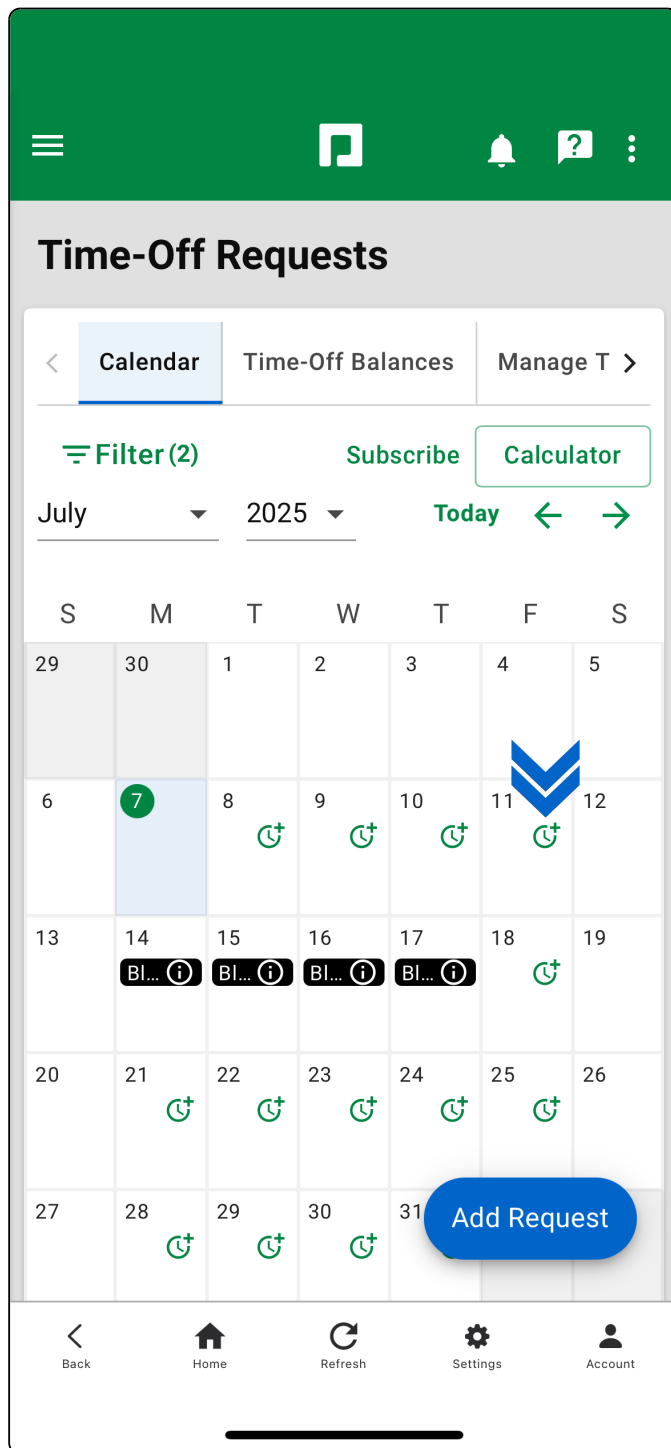 Time-Off Requests
Calendar Time-Off Balances Manage T
Filter (2) Subscribe Calculator
July 2025 Today
S M T W T F S
29 30 1 2 3 4 5
6 7 8 9 10 11 12
13 14 15 16 17 18 19
Bl... Bl... Bl... Bl...
20 21 22 23 24 25 26
27 28 29 30 31
Add Request
Back Home Refresh Settings Account